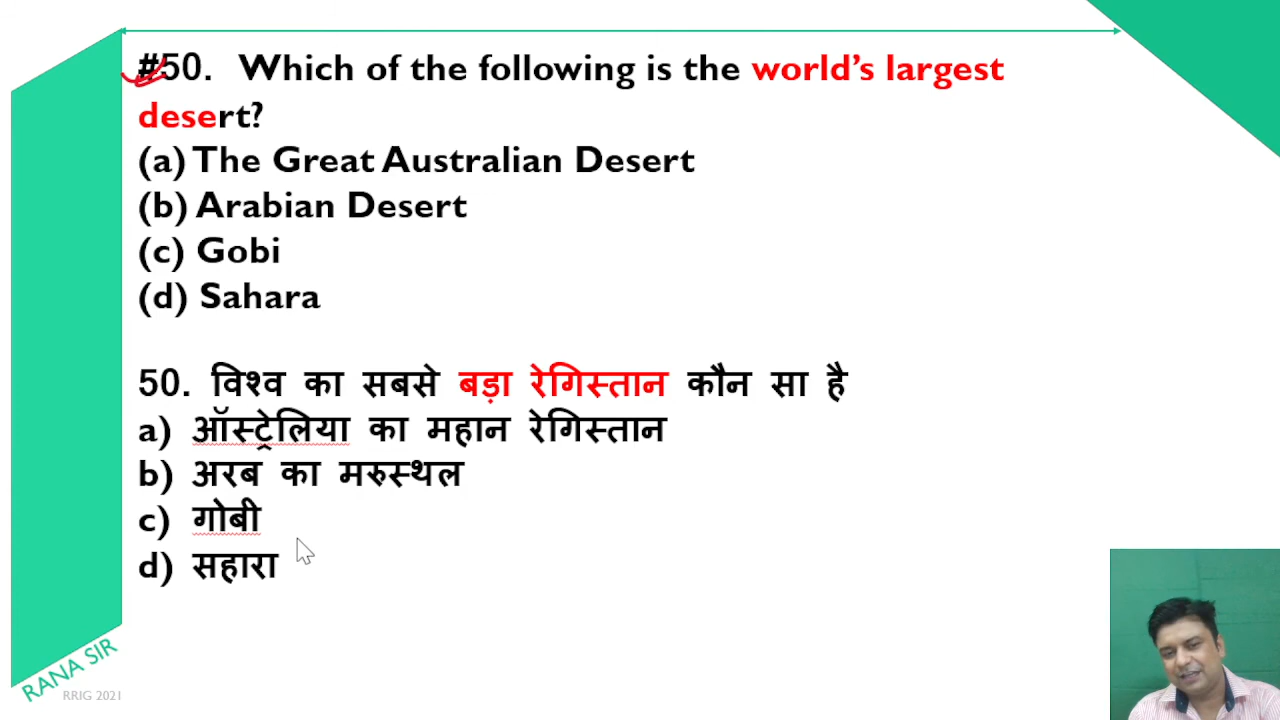 #50. Which of the following is the world's largest
desert?
(a) The Great Australian Desert
(b) Arabian Desert
(c) Gobi
(d) Sahara
50. विश्व का सबसे बड़ा रेगिस्तान कौन सा है
a) ऑस्ट्रेलिया का महान रेगिस्तान
b) अरब का मरुस्थल
c) गोबी
d) सहारा
RANA SIR
RRIG 2021